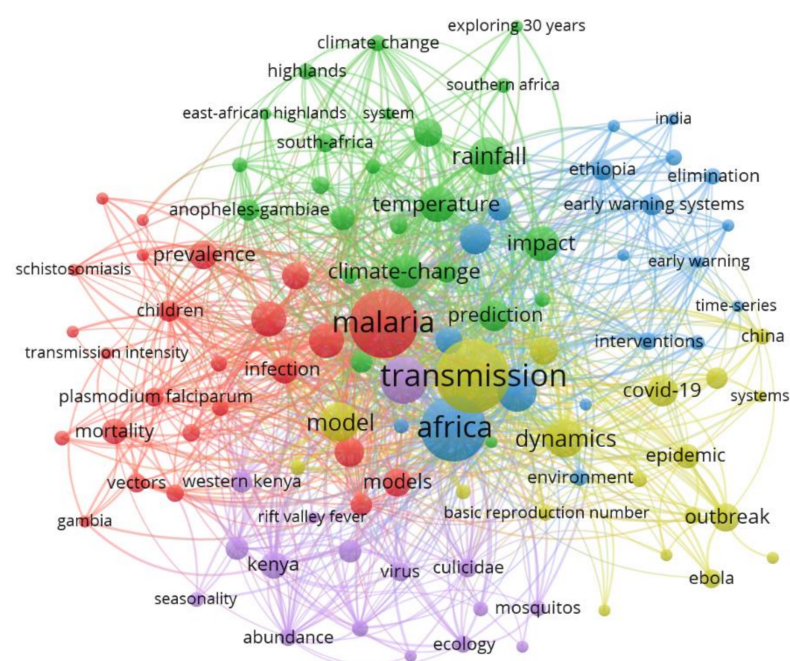 exploring 30 years
climate change
highlands
southern africa
east-african highlands
system
india
south-africa
rainfall
ethiopia
elimination
anopheles-gambiae
temperature
early warning systems
prevalence
impact
schistosomiasis
climate-change
early warning
children
malaria
prediction
time-series
china
transmission intensity
interventions
infection
transmission
plasmodium falciparum
covid-19
systems
mortality
model
africa
dynamics
epidemic
vectors
western kenya
models
environment
gambia
rift valley fever
basic reproduction number
outbreak
kenya
virus
culicidae
ebola
seasonality
mosquitos
abundance
ecology